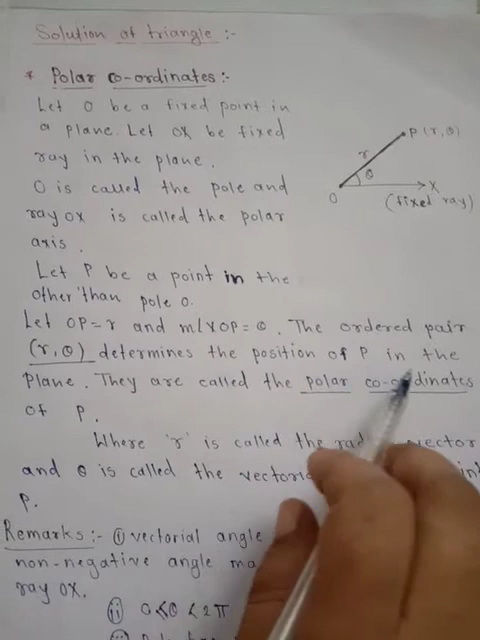 Solution of triangle :-
* Polar co-ordinates :-
Let O be a fixed point in
a plane. Let OX be fixed
ray in the plane.
O is called the pole and
ray OX is called the polar
axis.
P(r, θ)
r
θ
O
X
(fixed ray)
Let P be a point in the
other than pole O.
Let OP = r and m∠XOP = θ. The ordered pair
(r, θ) determines the position of P in the
Plane. They are called the polar co-ordinates
of P.
Where 'r' is called the vector
and θ is called the
P.
Remarks :- (i) vectorial angle
non-negative angle
ray OX.
(ii) 0 ≤ θ < 2π